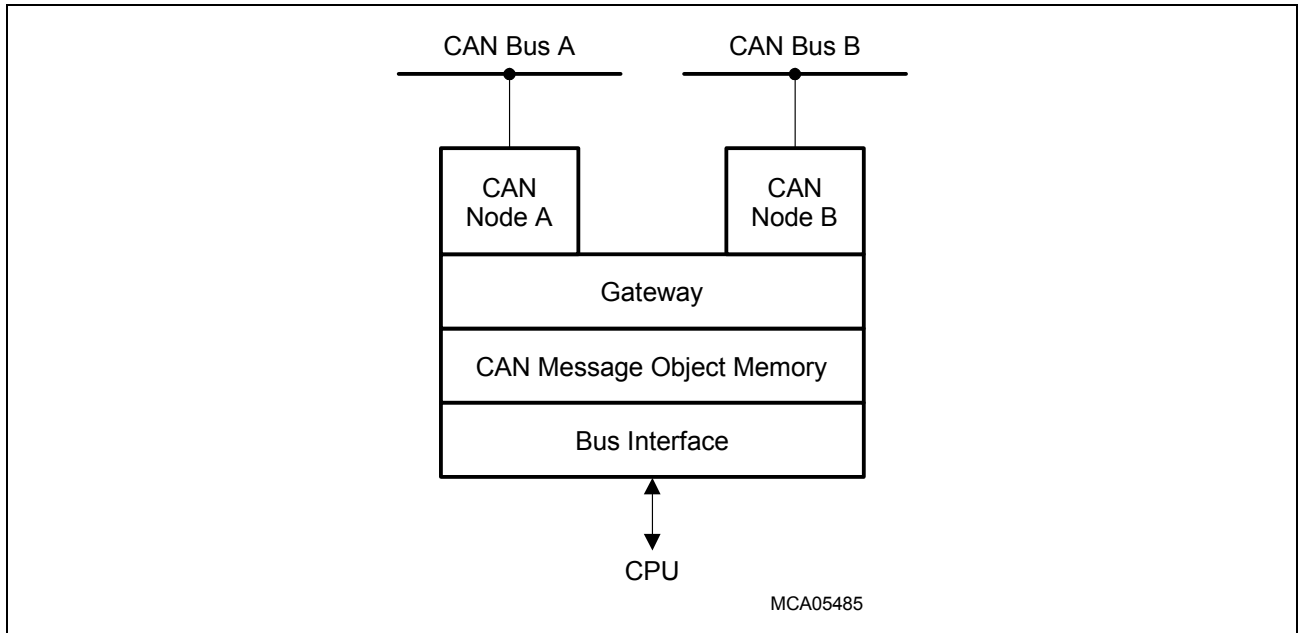 CAN Bus A
CAN Bus B
CAN
Node A
CAN
Node B
Gateway
CAN Message Object Memory
Bus Interface
CPU
MCA05485